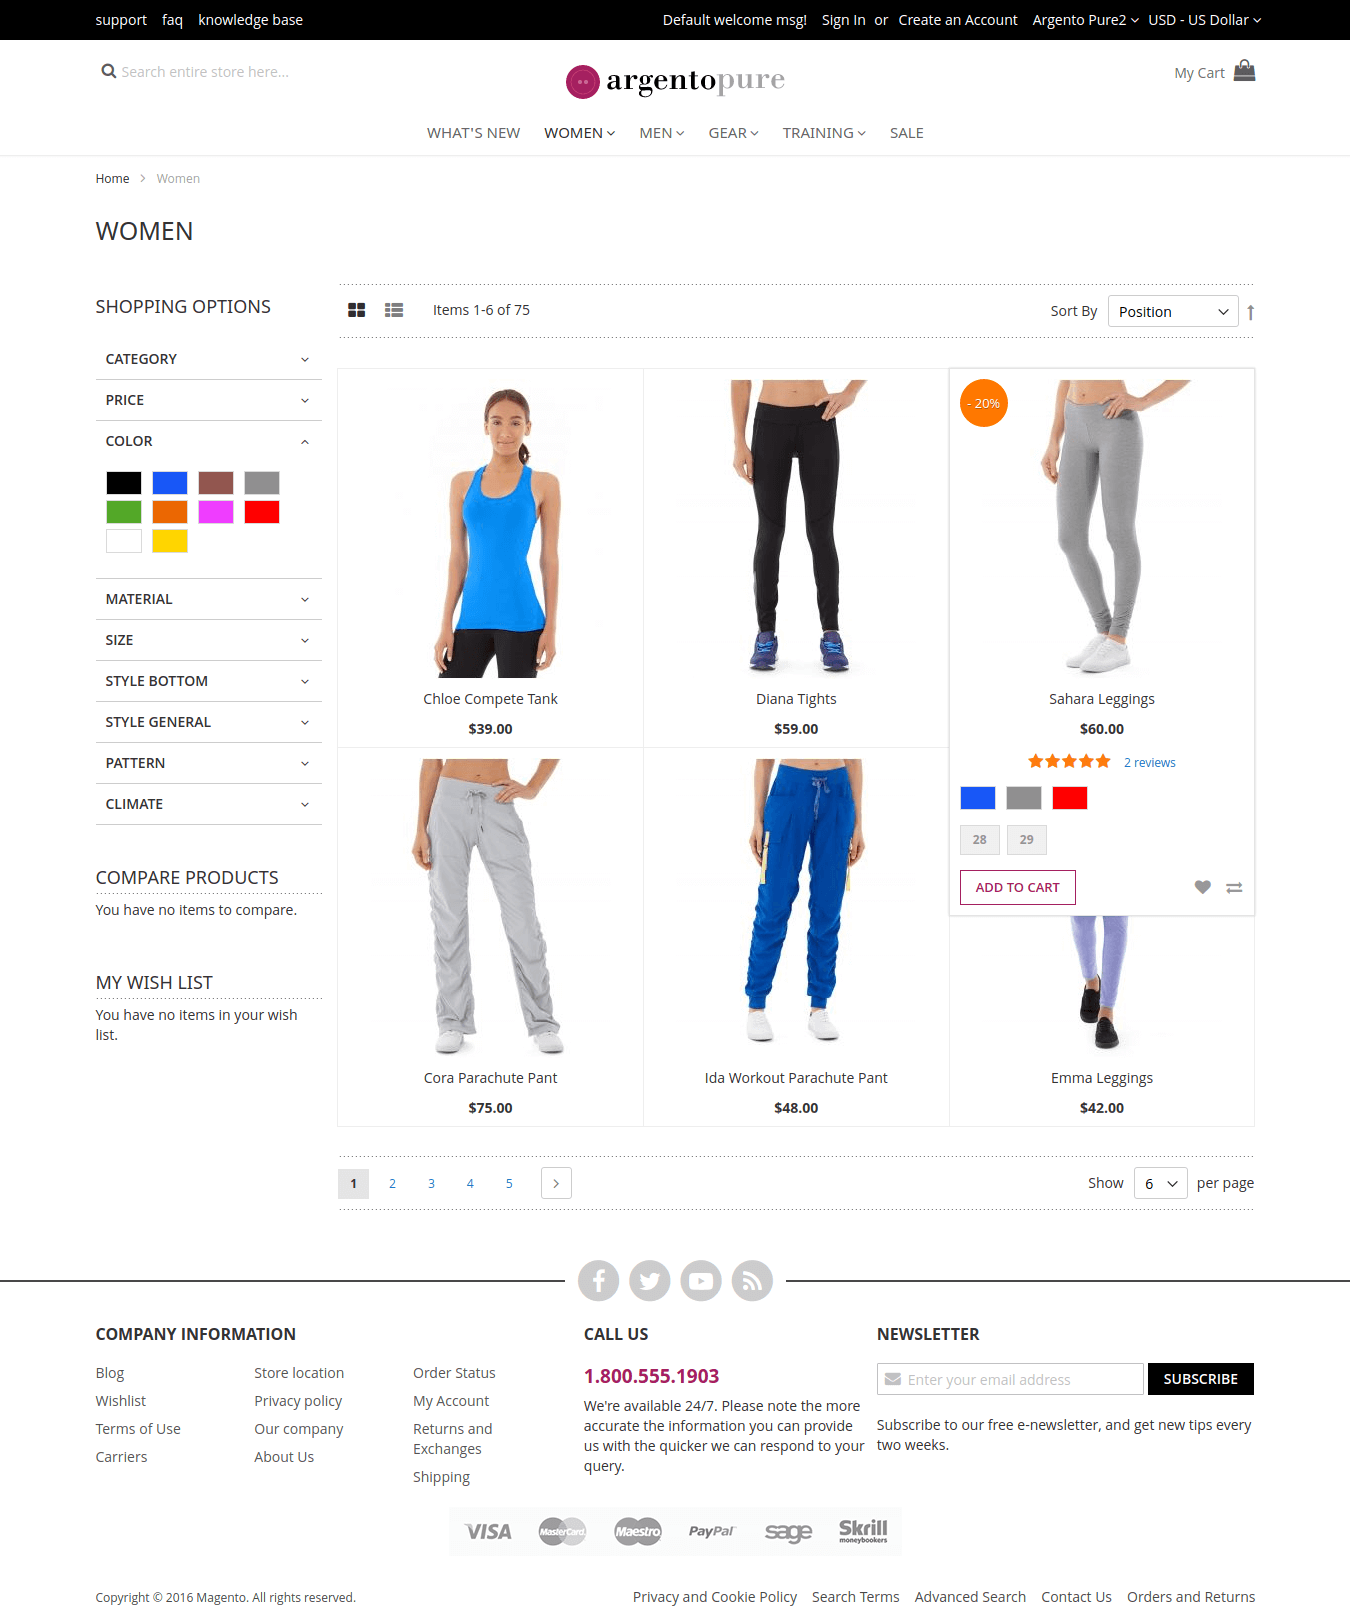 support faq knowledge base
Default welcome msg! Sign In or Create an Account Argento Pure2 USD - US Dollar
Search entire store here...
argentopure
My Cart
WHAT'S NEW WOMEN MEN GEAR TRAINING SALE
Home > Women
WOMEN
SHOPPING OPTIONS
CATEGORY
PRICE
COLOR
MATERIAL
SIZE
STYLE BOTTOM
STYLE GENERAL
PATTERN
CLIMATE
COMPARE PRODUCTS
You have no items to compare.
MY WISH LIST
You have no items in your wish
list.
Items 1-6 of 75
Sort By Position
Chloe Compete Tank
$39.00
Diana Tights
$59.00
- 20%
Sahara Leggings
$60.00
2 reviews
28 29
ADD TO CART
Cora Parachute Pant
$75.00
Ida Workout Parachute Pant
$48.00
Emma Leggings
$42.00
1 2 3 4 5
Show 6 per page
COMPANY INFORMATION
Blog
Wishlist
Terms of Use
Carriers
Store location
Privacy policy
Our company
About Us
Order Status
My Account
Returns and
Exchanges
Shipping
CALL US
1.800.555.1903
We're available 24/7. Please note the more
accurate the information you can provide
us with the quicker we can respond to your
query.
NEWSLETTER
Enter your email address
SUBSCRIBE
Subscribe to our free e-newsletter, and get new tips every
two weeks.
VISA MasterCard Maestro PayPal sage Skrill
moneybookers
Copyright © 2016 Magento. All rights reserved.
Privacy and Cookie Policy Search Terms Advanced Search Contact Us Orders and Returns